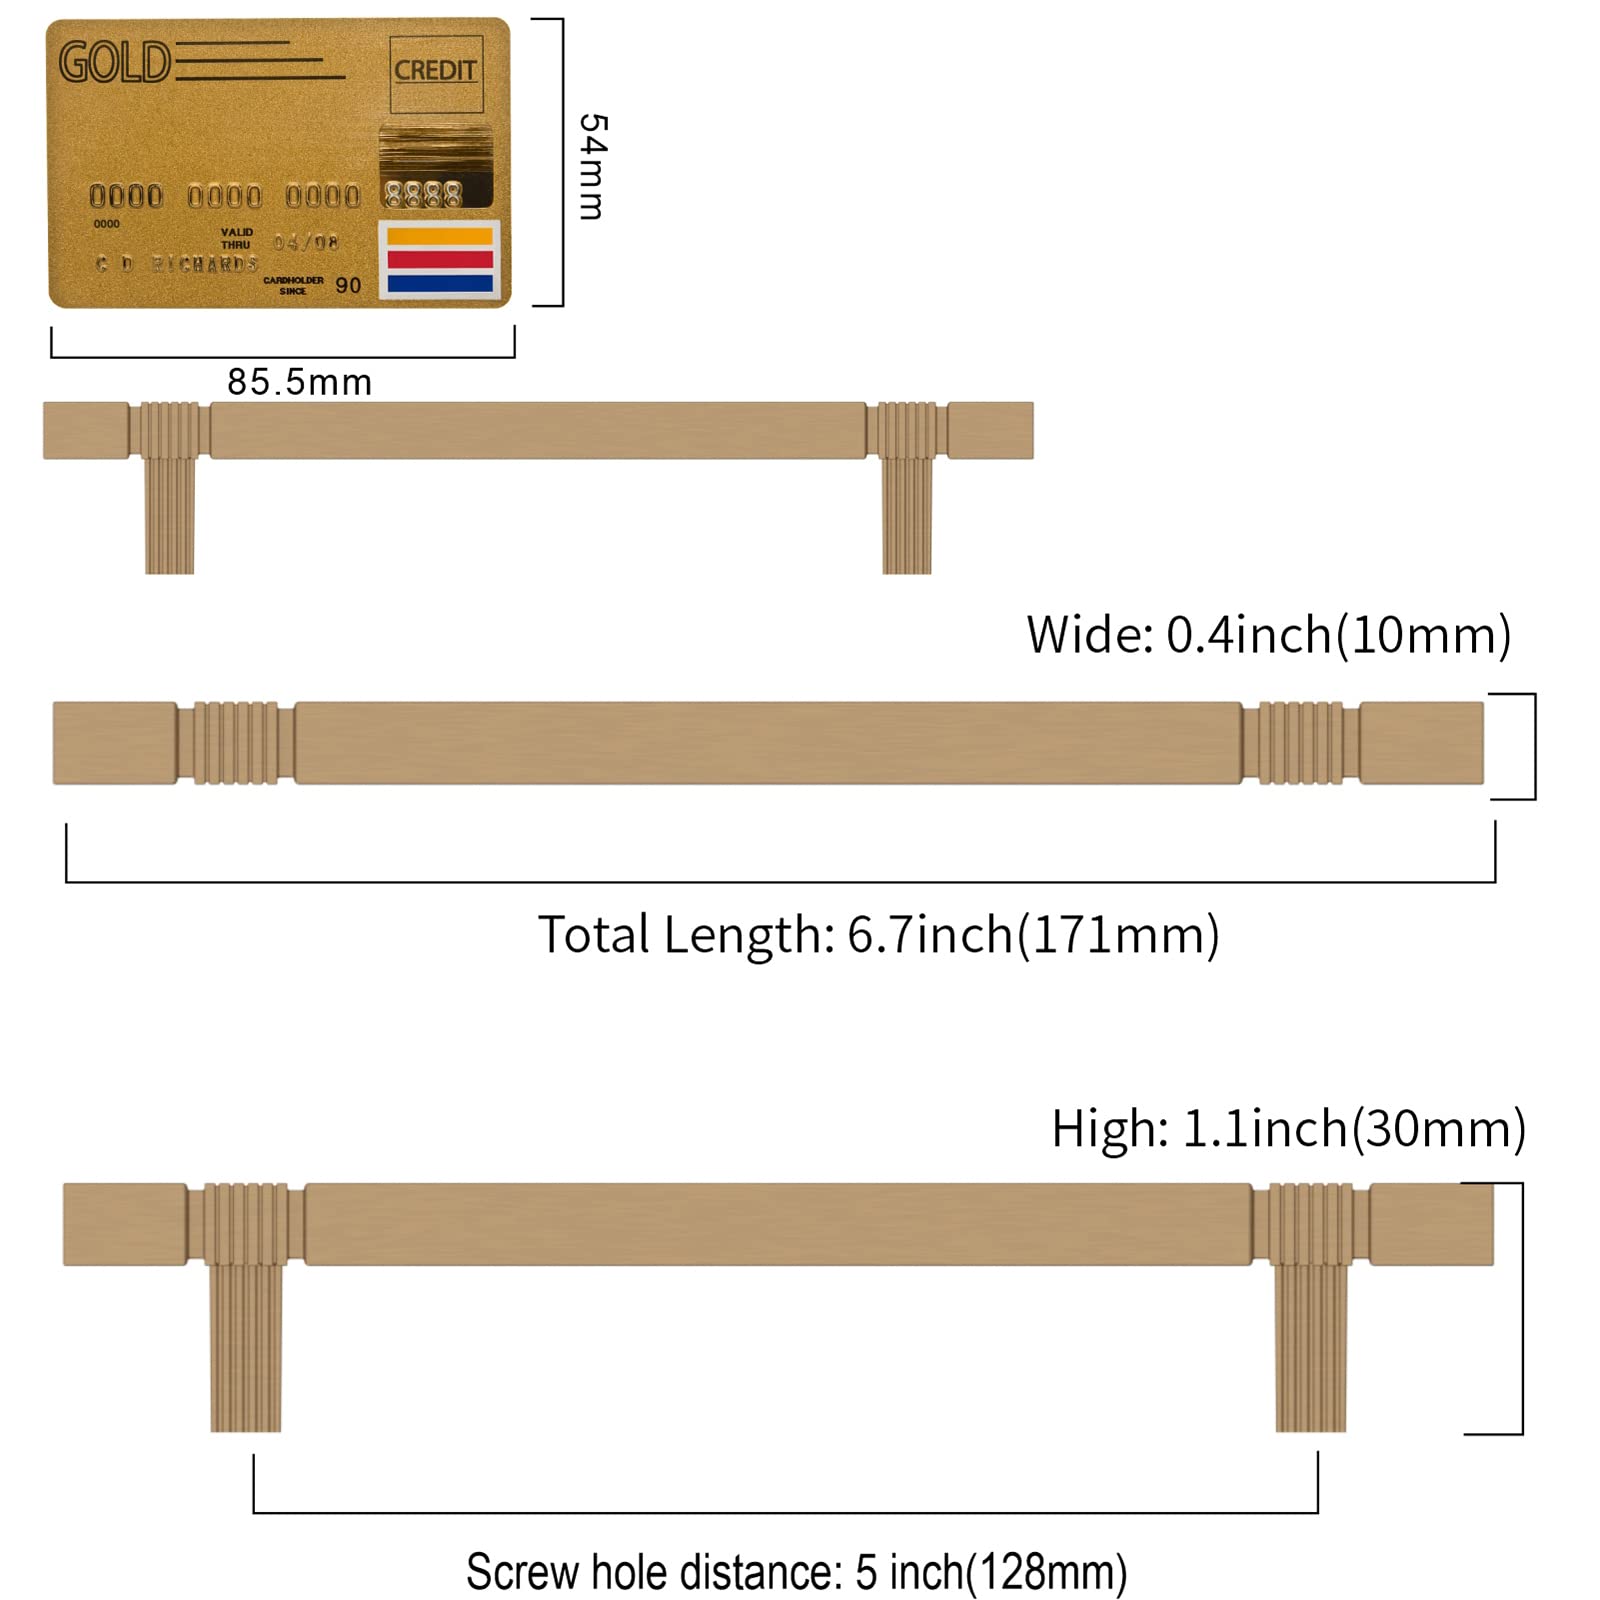 GOLD
CREDIT
0000 0000 0000 8888
0000
VALID
THRU 04/08
C D RICHARDS
CARDHOLDER
SINCE 90
54mm
85.5mm
Wide: 0.4inch(10mm)
Total Length: 6.7inch(171mm)
High: 1.1inch(30mm)
Screw hole distance: 5 inch(128mm)